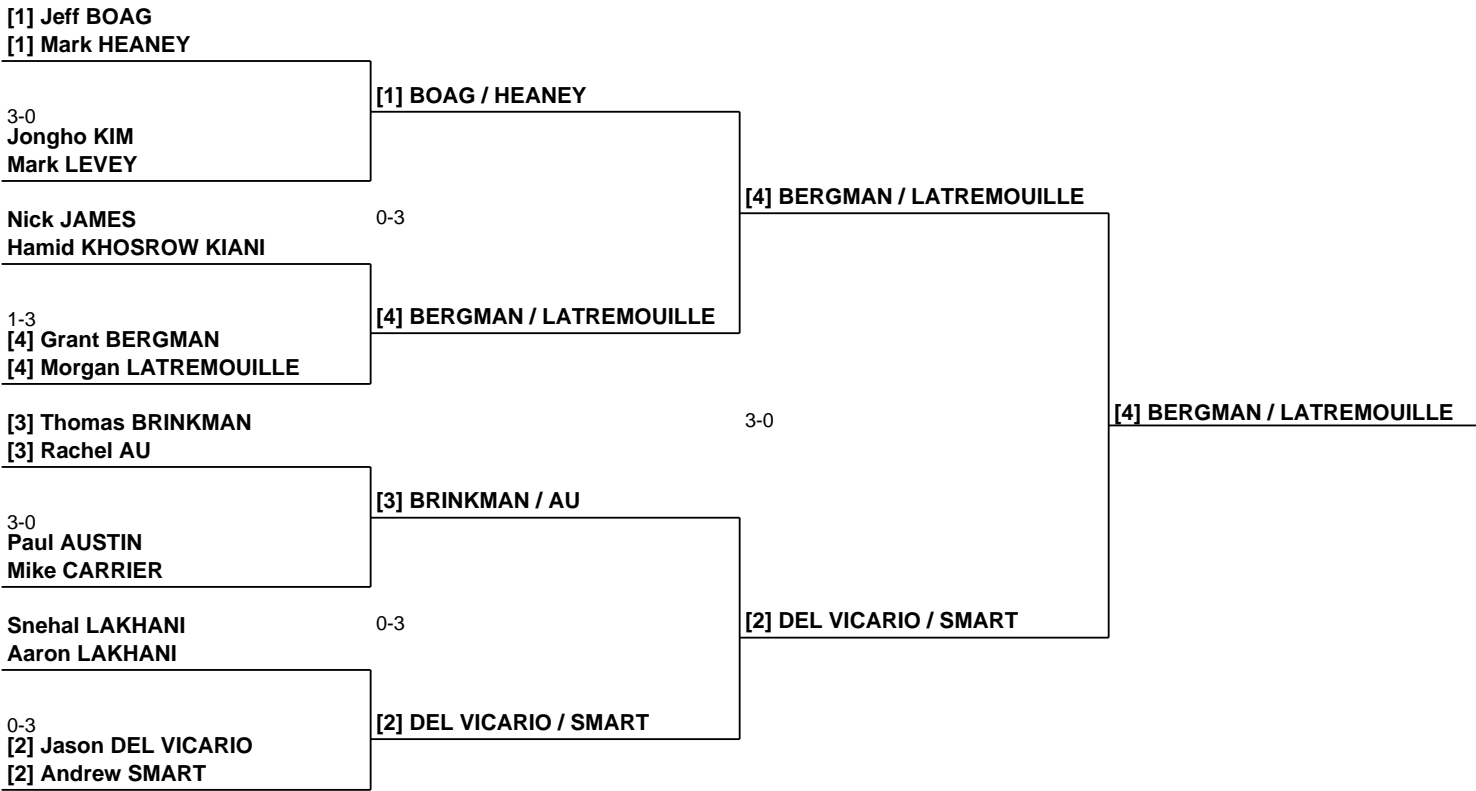 [1] Jeff BOAG
[1] Mark HEANEY
[1] BOAG / HEANEY
3-0
Jongho KIM
Mark LEVEY
[4] BERGMAN / LATREMOUILLE
Nick JAMES
0-3
Hamid KHOSROW KIANI
1-3
[4] BERGMAN / LATREMOUILLE
[4] Grant BERGMAN
[4] Morgan LATREMOUILLE
[4] BERGMAN / LATREMOUILLE
[3] Thomas BRINKMAN
3-0
[3] Rachel AU
[3] BRINKMAN / AU
3-0
Paul AUSTIN
Mike CARRIER
Snehal LAKHANI
0-3
[2] DEL VICARIO / SMART
Aaron LAKHANI
0-3
[2] DEL VICARIO / SMART
[2] Jason DEL VICARIO
[2] Andrew SMART